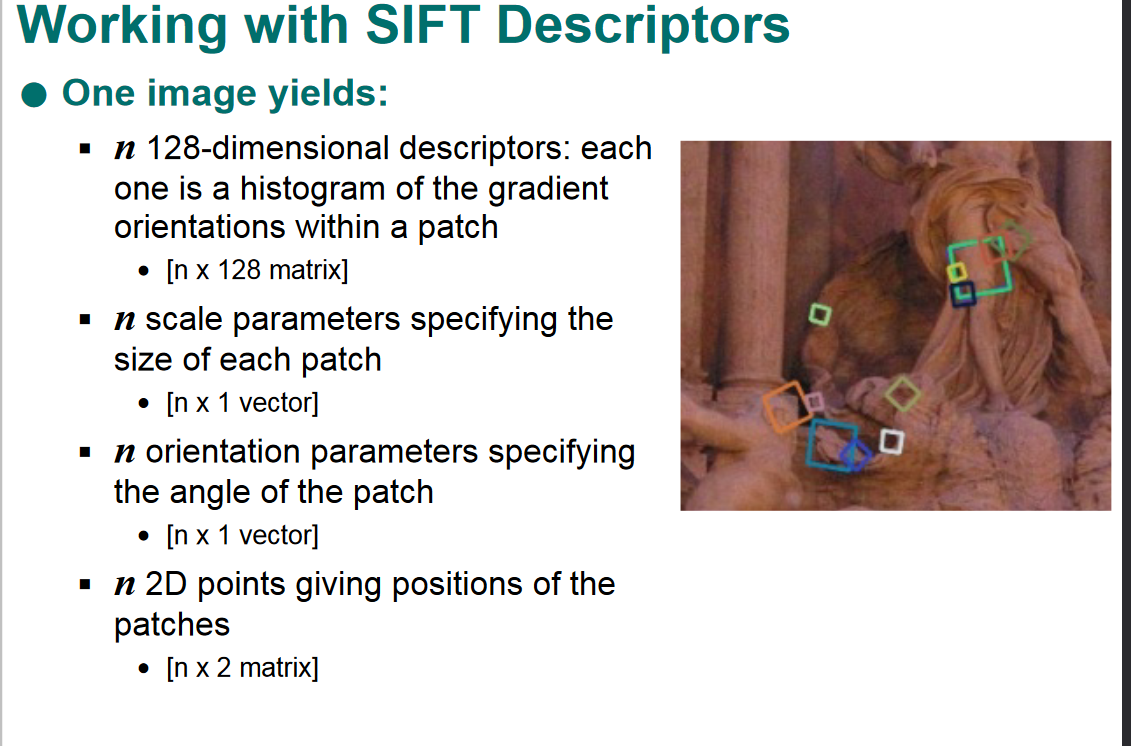 Working with SIFT Descriptors
● One image yields:
▪ n 128-dimensional descriptors: each
one is a histogram of the gradient
orientations within a patch
• [n x 128 matrix]
▪ n scale parameters specifying the
size of each patch
• [n x 1 vector]
▪ n orientation parameters specifying
the angle of the patch
• [n x 1 vector]
▪ n 2D points giving positions of the
patches
• [n x 2 matrix]